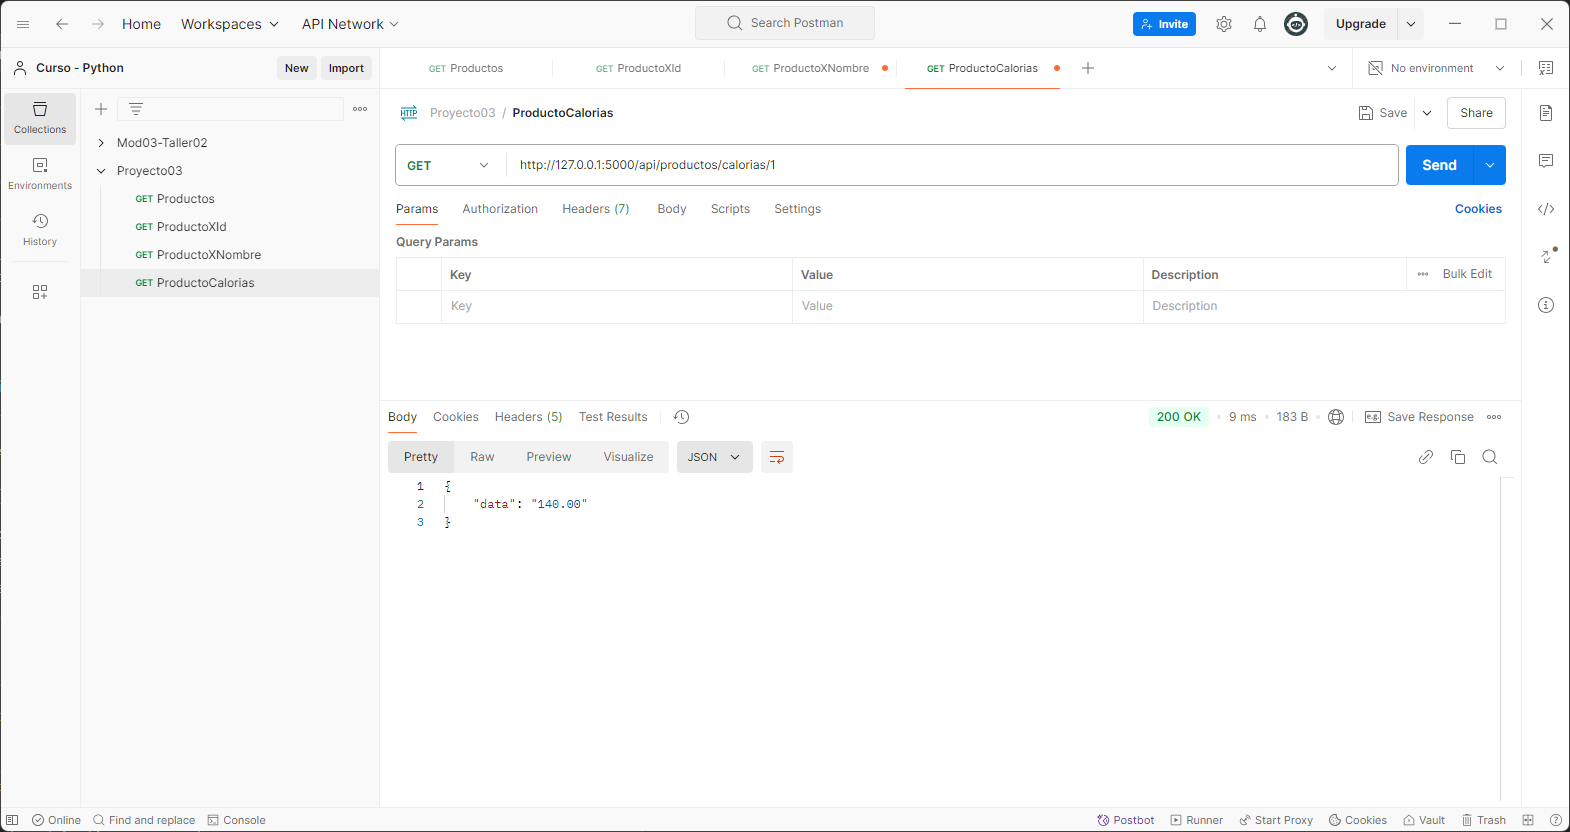 Home Workspaces API Network Search Postman Invite Upgrade
Curso - Python New Import GET Productos GET ProductoXId GET ProductoXNombre GET ProductoCalorias No environment
Collections
Environments
History
Mod03-Taller02
Proyecto03
GET Productos
GET ProductoXId
GET ProductoXNombre
GET ProductoCalorias
HTTP Proyecto03 / ProductoCalorias Save Share
GET http://127.0.0.1:5000/api/productos/calorias/1 Send
Params Authorization Headers (7) Body Scripts Settings Cookies
Query Params
Key Value Description Bulk Edit
Key Value Description
Body Cookies Headers (5) Test Results 200 OK 9 ms 183 B e.g. Save Response
Pretty Raw Preview Visualize JSON
1 {
2 "data": "140.00"
3 }
Online Find and replace Console Postbot Runner Start Proxy Cookies Vault Trash